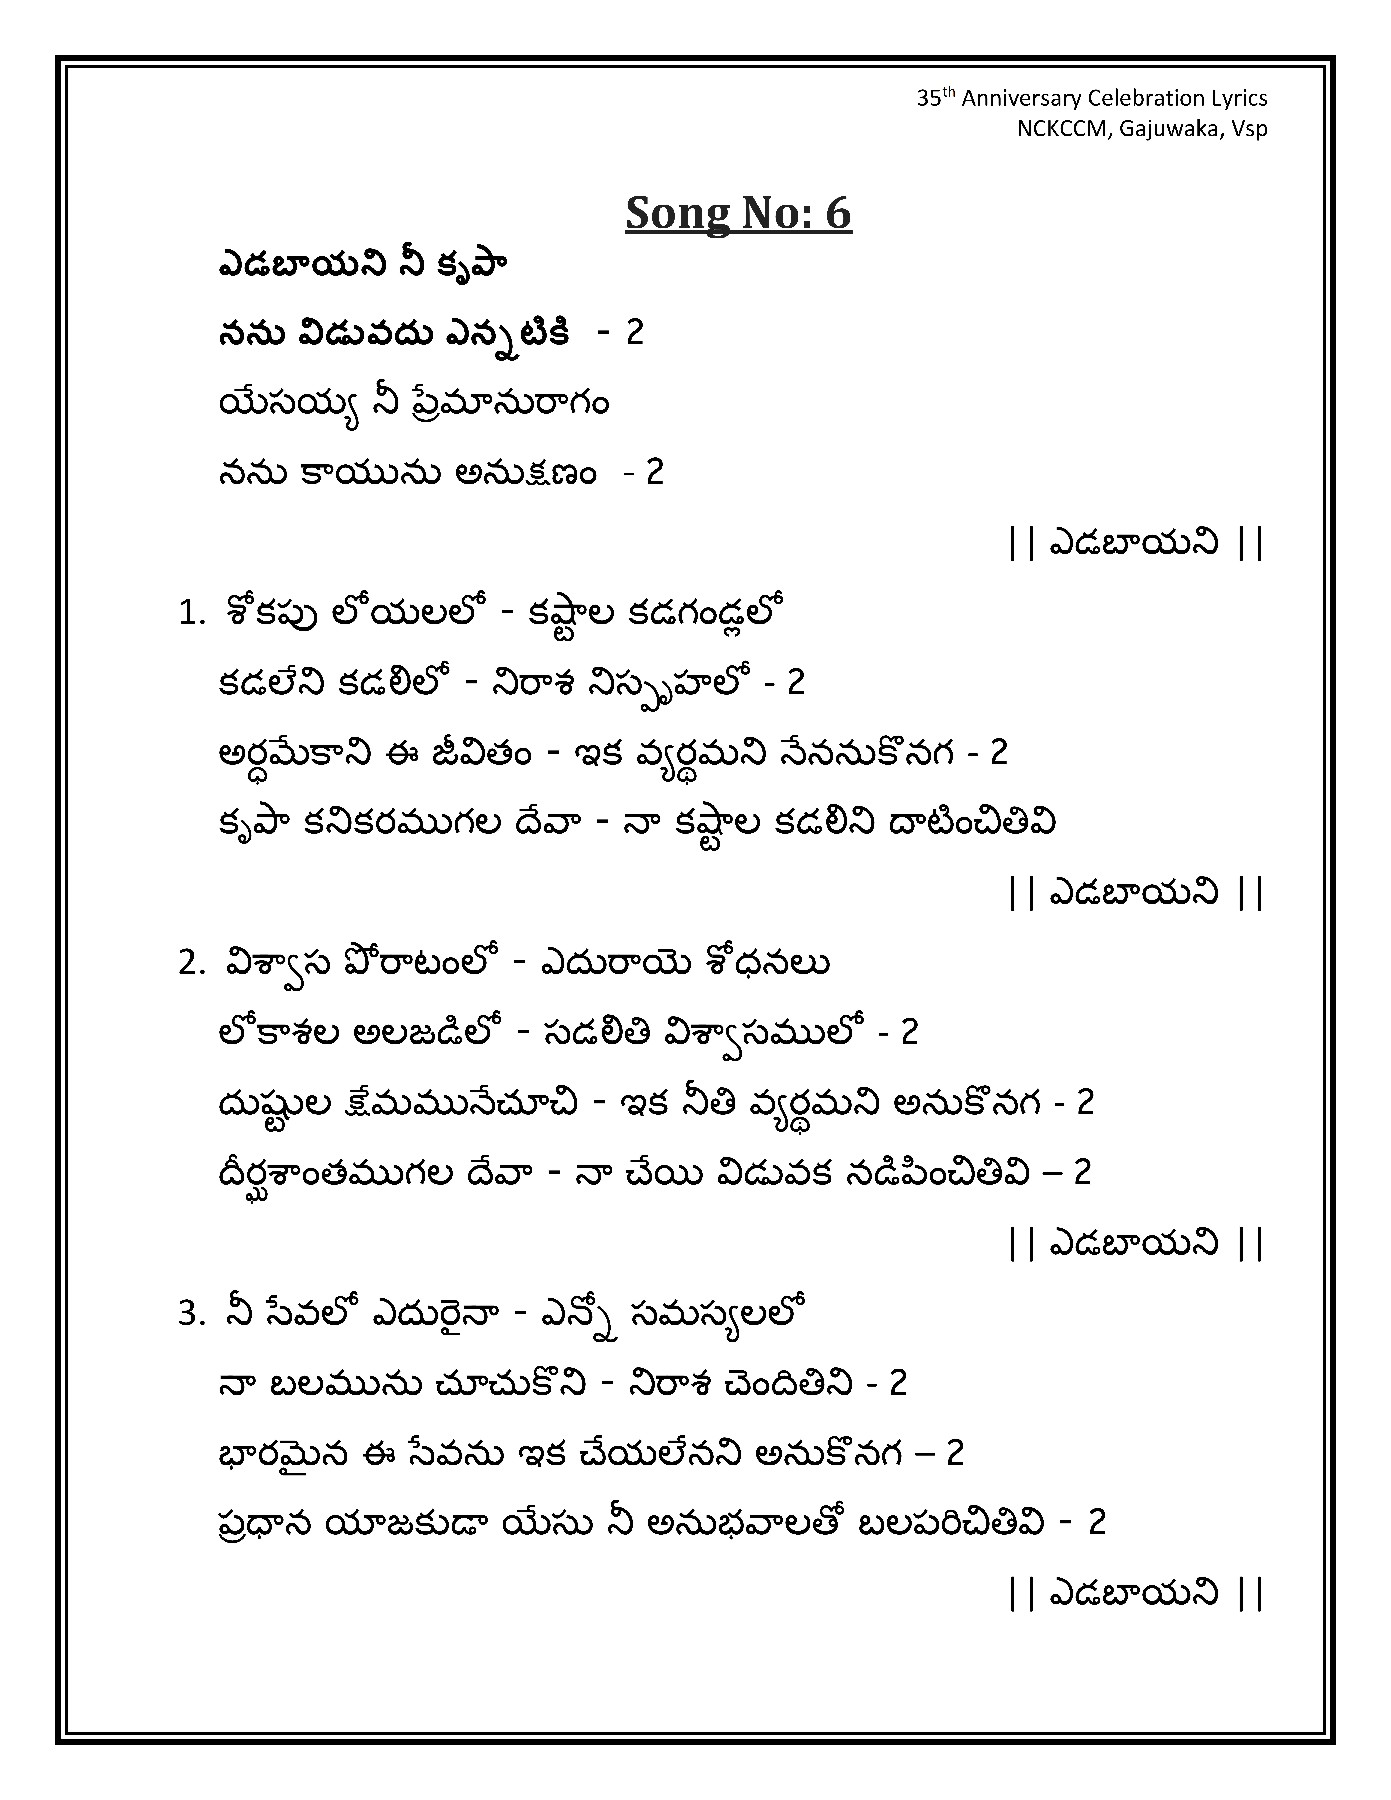 35th Anniversary Celebration Lyrics
NCKCCM, Gajuwaka, Vsp
Song No: 6
ఎడబాయని నీ కృపా
నను విడువదు ఎన్నటికి - 2
యేసయ్య నీ ప్రేమానురాగం
నను కాయును అనుక్షణం - 2
|| ఎడబాయని ||
1. శోకపు లోయలలో - కష్టాల కడగండ్లలో
కడలేని కడలిలో - నిరాశ నిస్పృహలో - 2
అర్ధమేకాని ఈ జీవితం - ఇక వ్యర్థమని నేననుకొనగ - 2
కృపా కనికరముగల దేవా - నా కష్టాల కడలిని దాటించితివి
|| ఎడబాయని ||
2. విశ్వాస పోరాటంలో - ఎదురాయె శోధనలు
లోకాశల అలజడిలో - సడలితి విశ్వాసములో - 2
దుష్టుల క్షేమమునేచూచి - ఇక నీతి వ్యర్థమని అనుకొనగ - 2
దీర్ఘశాంతముగల దేవా - నా చేయి విడువక నడిపించితివి – 2
|| ఎడబాయని ||
3. నీ సేవలో ఎదురైనా - ఎన్నో సమస్యలలో
నా బలమును చూచుకొని - నిరాశ చెందితిని - 2
భారమైన ఈ సేవను ఇక చేయలేనని అనుకొనగ – 2
ప్రధాన యాజకుడా యేసు నీ అనుభవాలతో బలపరిచితివి - 2
|| ఎడబాయని ||